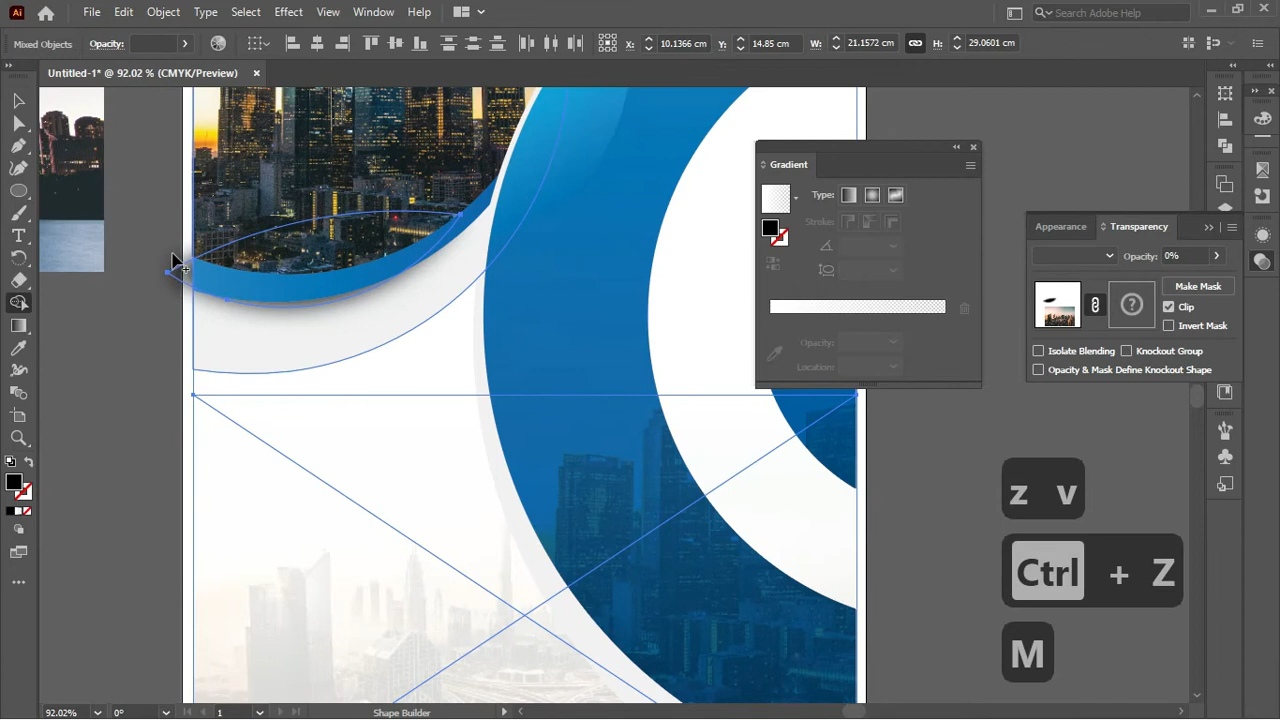 Ai File Edit Object Type Select Effect View Window Help Search Adobe Help
Mixed Objects Opacity: X: 10.1366 cm Y: 14.85 cm W: 21.1572 c H: 29.0601 cm
Untitled-1* @ 92.02 % (CMYK/Preview) ×
Gradient
Type:
Strokes:
Opacity:
Location:
Appearance Transparency
Opacity: 0%
Make Mask
Clip
Invert Mask
Isolate Blending Knockout Group
Opacity & Mask Define Knockout Shape
z v
Ctrl + Z
M
92.02% 0° 1 Shape Builder